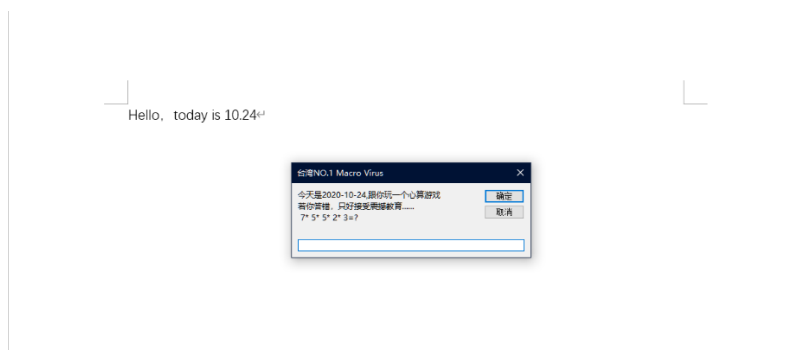 Hello，today is 10.24↵
台湾NO.1 Macro Virus
今天是2020-10-24,跟你玩一个心算游戏
确定
若你答错，只好接受震撼教育......
取消
7* 5* 5* 2* 3=?